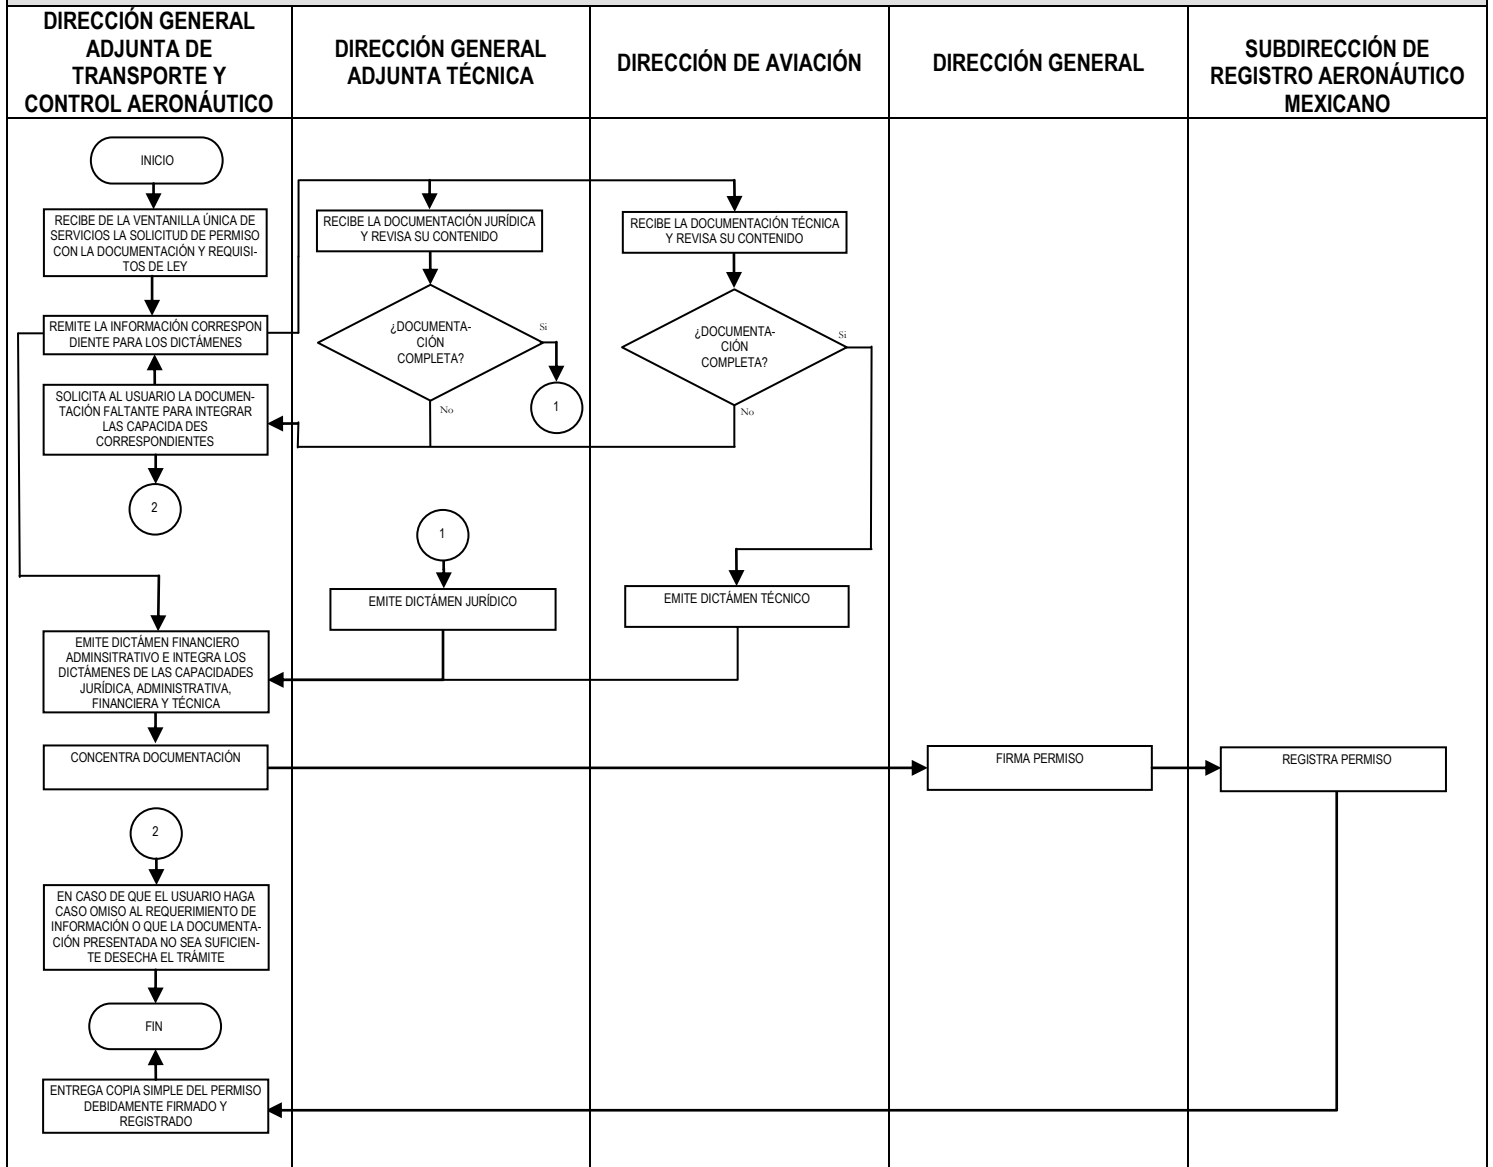 DIRECCIÓN GENERAL
ADJUNTA DE
TRANSPORTE Y
CONTROL AERONÁUTICO
DIRECCIÓN GENERAL
ADJUNTA TÉCNICA
DIRECCIÓN DE AVIACIÓN
DIRECCIÓN GENERAL
SUBDIRECCIÓN DE
REGISTRO AERONÁUTICO
MEXICANO
INICIO
RECIBE DE LA VENTANILLA ÚNICA DE
SERVICIOS LA SOLICITUD DE PERMISO
CON LA DOCUMENTACIÓN Y REQUISI-
TOS DE LEY
RECIBE LA DOCUMENTACIÓN JURÍDICA
Y REVISA SU CONTENIDO
RECIBE LA DOCUMENTACIÓN TÉCNICA
Y REVISA SU CONTENIDO
REMITE LA INFORMACIÓN CORRESPON
DIENTE PARA LOS DICTÁMENES
¿DOCUMENTA-
CIÓN
COMPLETA?
Si
No
¿DOCUMENTA-
CIÓN
COMPLETA?
Si
No
1
SOLICITA AL USUARIO LA DOCUMEN-
TACIÓN FALTANTE PARA INTEGRAR
LAS CAPACIDA DES
CORRESPONDIENTES
2
1
EMITE DICTÁMEN JURÍDICO
EMITE DICTÁMEN TÉCNICO
EMITE DICTÁMEN FINANCIERO
ADMINSITRATIVO E INTEGRA LOS
DICTÁMENES DE LAS CAPACIDADES
JURÍDICA, ADMINISTRATIVA,
FINANCIERA Y TÉCNICA
CONCENTRA DOCUMENTACIÓN
FIRMA PERMISO
REGISTRA PERMISO
2
EN CASO DE QUE EL USUARIO HAGA
CASO OMISO AL REQUERIMIENTO DE
INFORMACIÓN O QUE LA DOCUMENTA-
CIÓN PRESENTADA NO SEA SUFICIEN-
TE DESECHA EL TRÁMITE
FIN
ENTREGA COPIA SIMPLE DEL PERMISO
DEBIDAMENTE FIRMADO Y
REGISTRADO